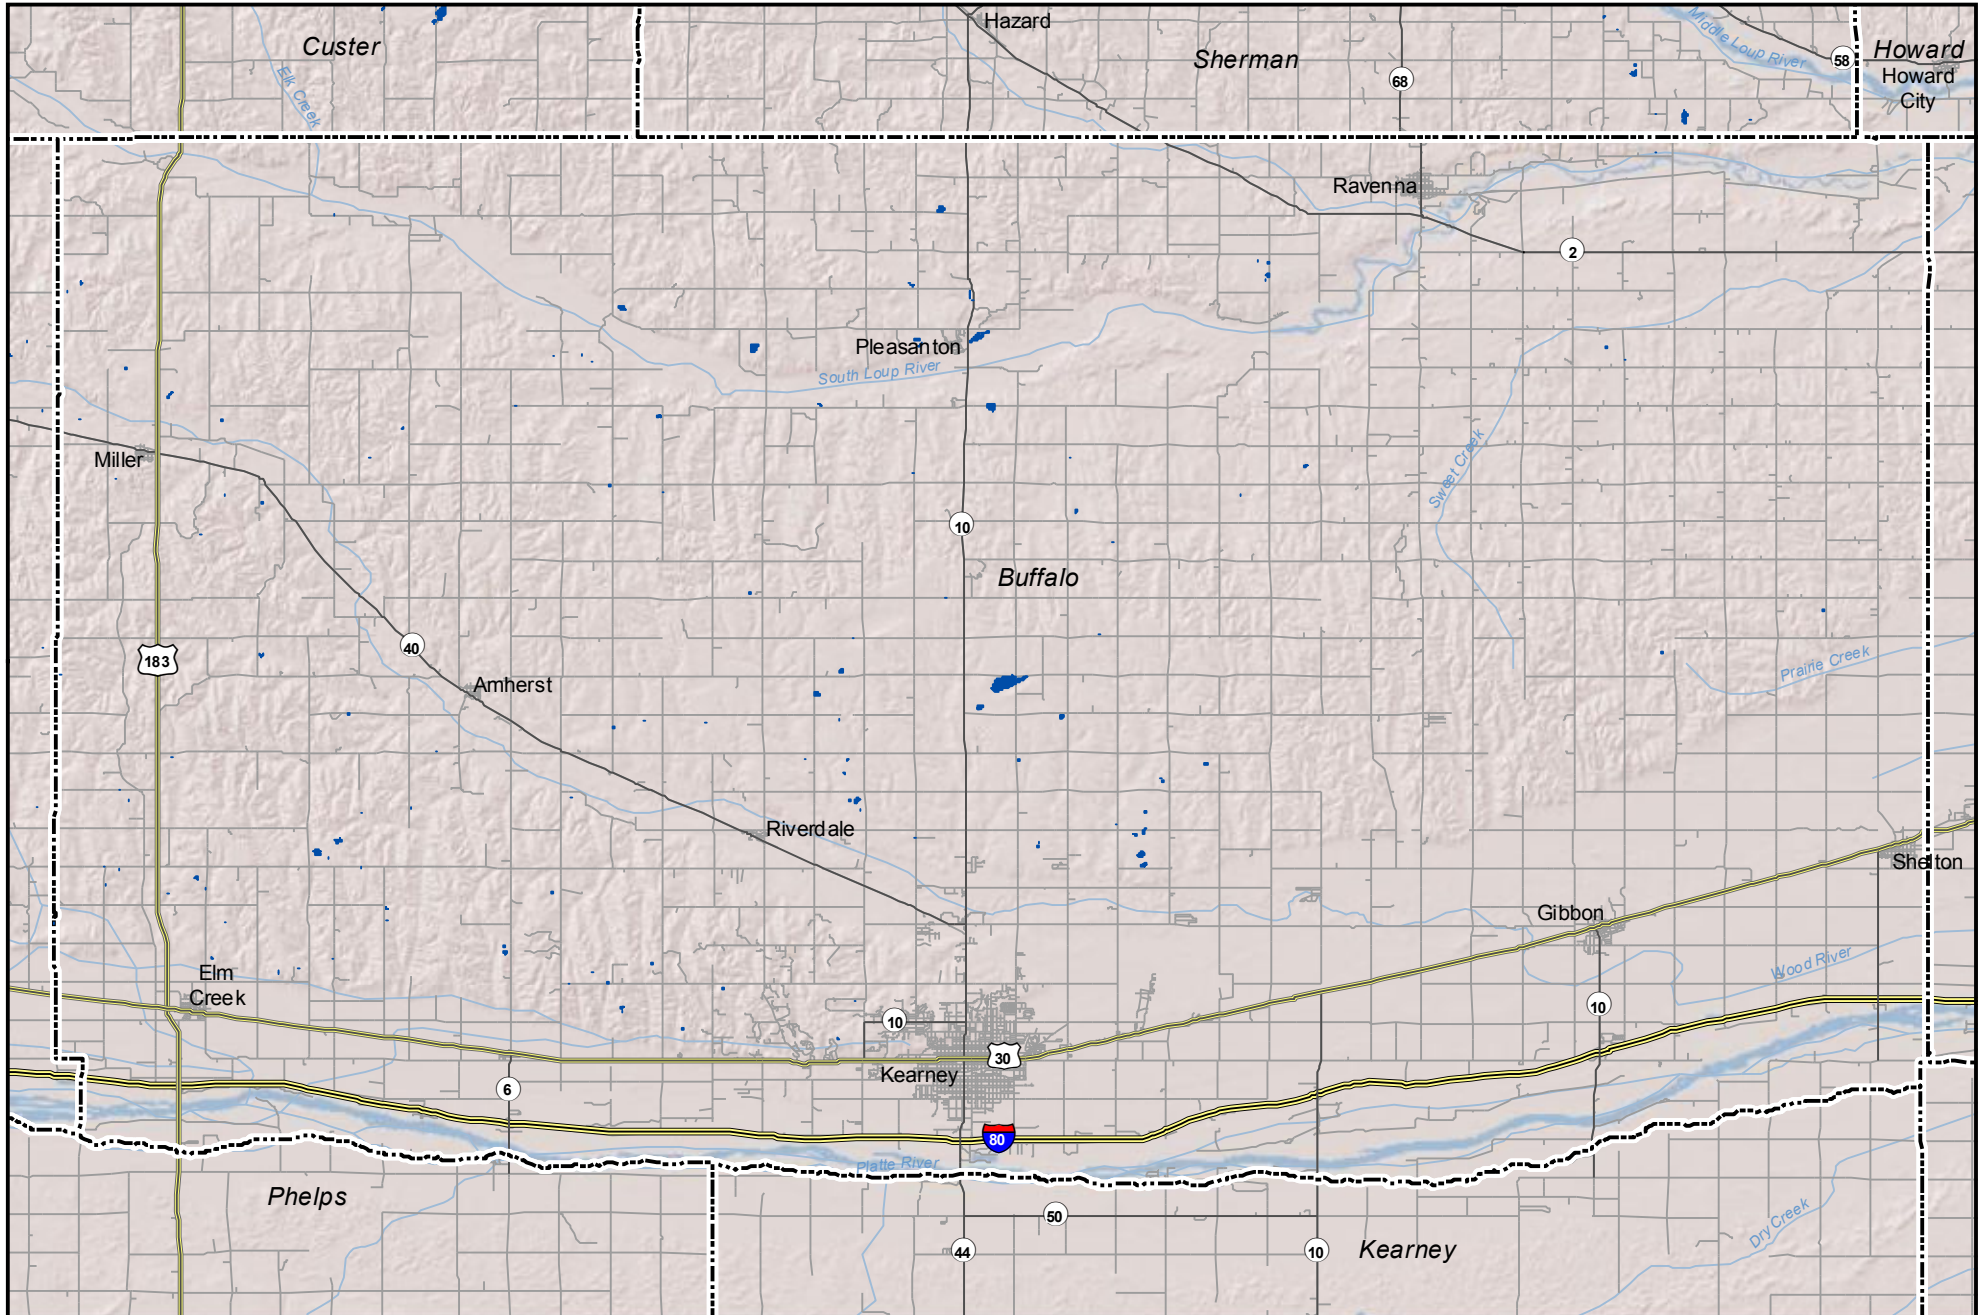 Hazard
Custer
Sherman
Middle Loup River
58
Howard
Howard
City
Elk Creek
68
Ravenna
2
Pleasanton
South Loup River
Miller
Sweet Creek
10
Buffalo
183
40
Amherst
Prairie Creek
Riverdale
Shelton
Gibbon
Elm
Creek
Wood River
10
10
30
Kearney
6
80
Platte River
Phelps
50
Dry Creek
44
10
Kearney